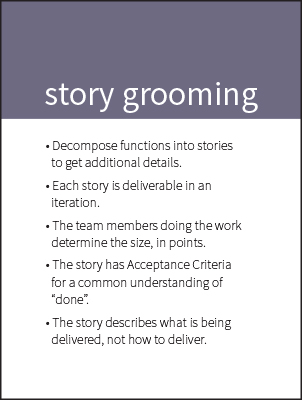 story grooming
• Decompose functions into stories
to get additional details.
• Each story is deliverable in an
iteration.
• The team members doing the work
determine the size, in points.
• The story has Acceptance Criteria
for a common understanding of
“done”.
• The story describes what is being
delivered, not how to deliver.